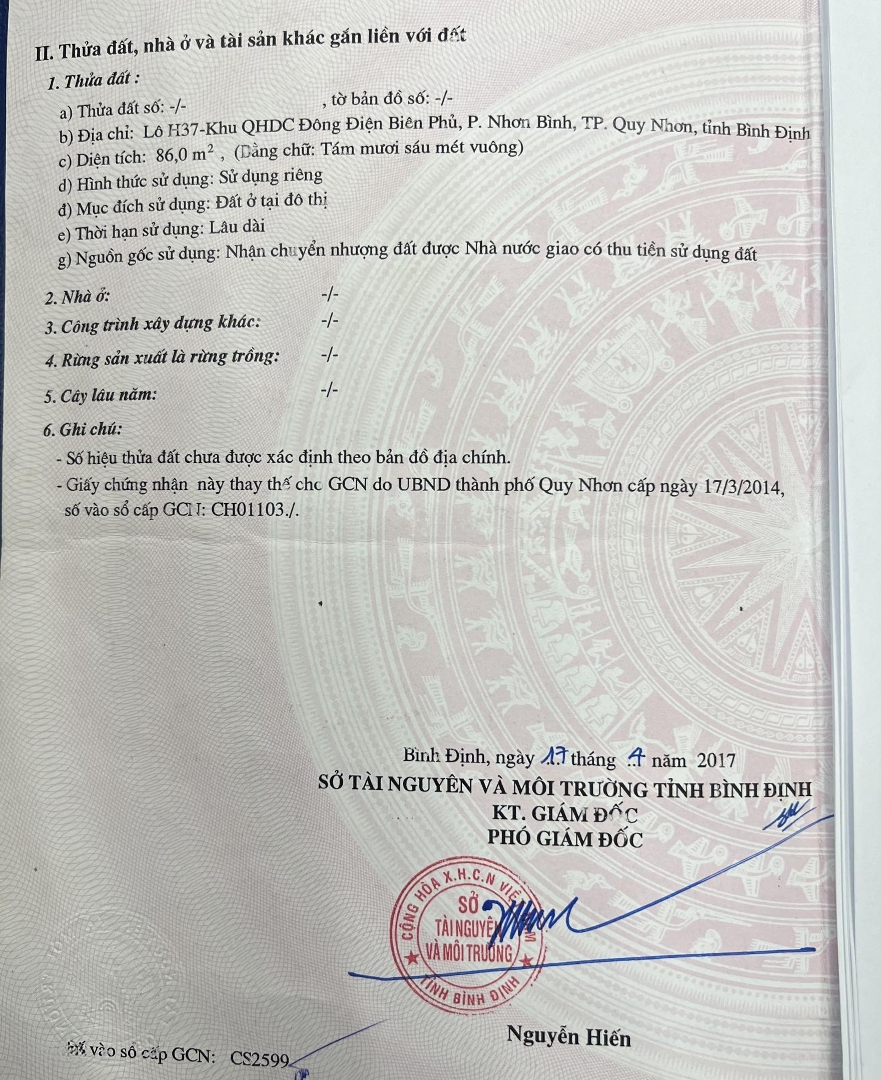 II. Thửa đất, nhà ở và tài sản khác gắn liền với đất
1. Thửa đất :
a) Thửa đất số: -/- , tờ bản đồ số: -/-
b) Địa chỉ: Lô H37-Khu QHDC Đông Điện Biên Phủ, P. Nhơn Bình, TP. Quy Nhơn, tỉnh Bình Định
c) Diện tích: 86,0 m², (Bằng chữ: Tám mươi sáu mét vuông)
d) Hình thức sử dụng: Sử dụng riêng
đ) Mục đích sử dụng: Đất ở tại đô thị
e) Thời hạn sử dụng: Lâu dài
g) Nguồn gốc sử dụng: Nhận chuyển nhượng đất được Nhà nước giao có thu tiền sử dụng đất
2. Nhà ở: -/-
3. Công trình xây dựng khác: -/-
4. Rừng sản xuất là rừng trồng: -/-
5. Cây lâu năm: -/-
6. Ghi chú:
- Số hiệu thửa đất chưa được xác định theo bản đồ địa chính.
- Giấy chứng nhận này thay thế cho GCN do UBND thành phố Quy Nhơn cấp ngày 17/3/2014,
số vào sổ cấp GCN: CH01103./.
Bình Định, ngày 17 tháng 4 năm 2017
SỞ TÀI NGUYÊN VÀ MÔI TRƯỜNG TỈNH BÌNH ĐỊNH
KT. GIÁM ĐỐC
PHÓ GIÁM ĐỐC
CỘNG HÒA X.H.C.N VIỆT NAM
SỞ
TÀI NGUYÊN
VÀ MÔI TRƯỜNG
TỈNH BÌNH ĐỊNH
Nguyễn Hiến
Số vào sổ cấp GCN: CS2599